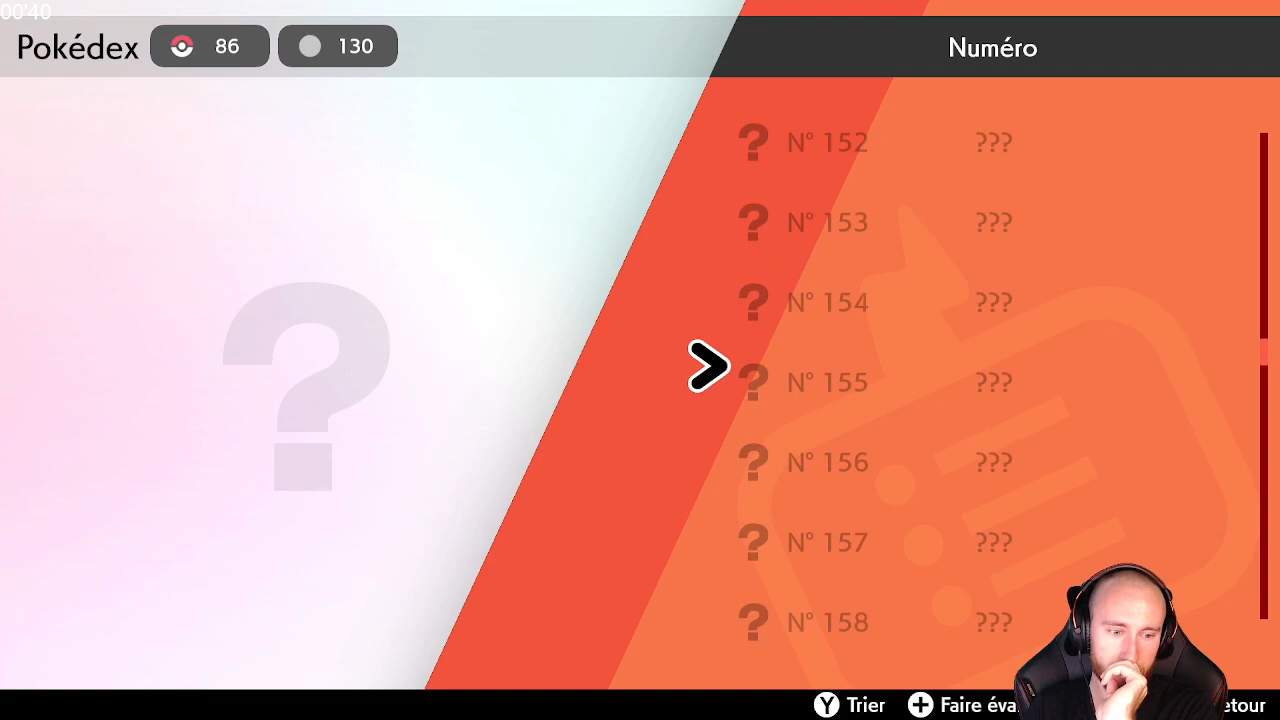 00'40
Pokédex 86 130
Numéro
N° 152 ???
N° 153 ???
N° 154 ???
N° 155 ???
N° 156 ???
N° 157 ???
N° 158 ???
Y Trier + Faire éva etour